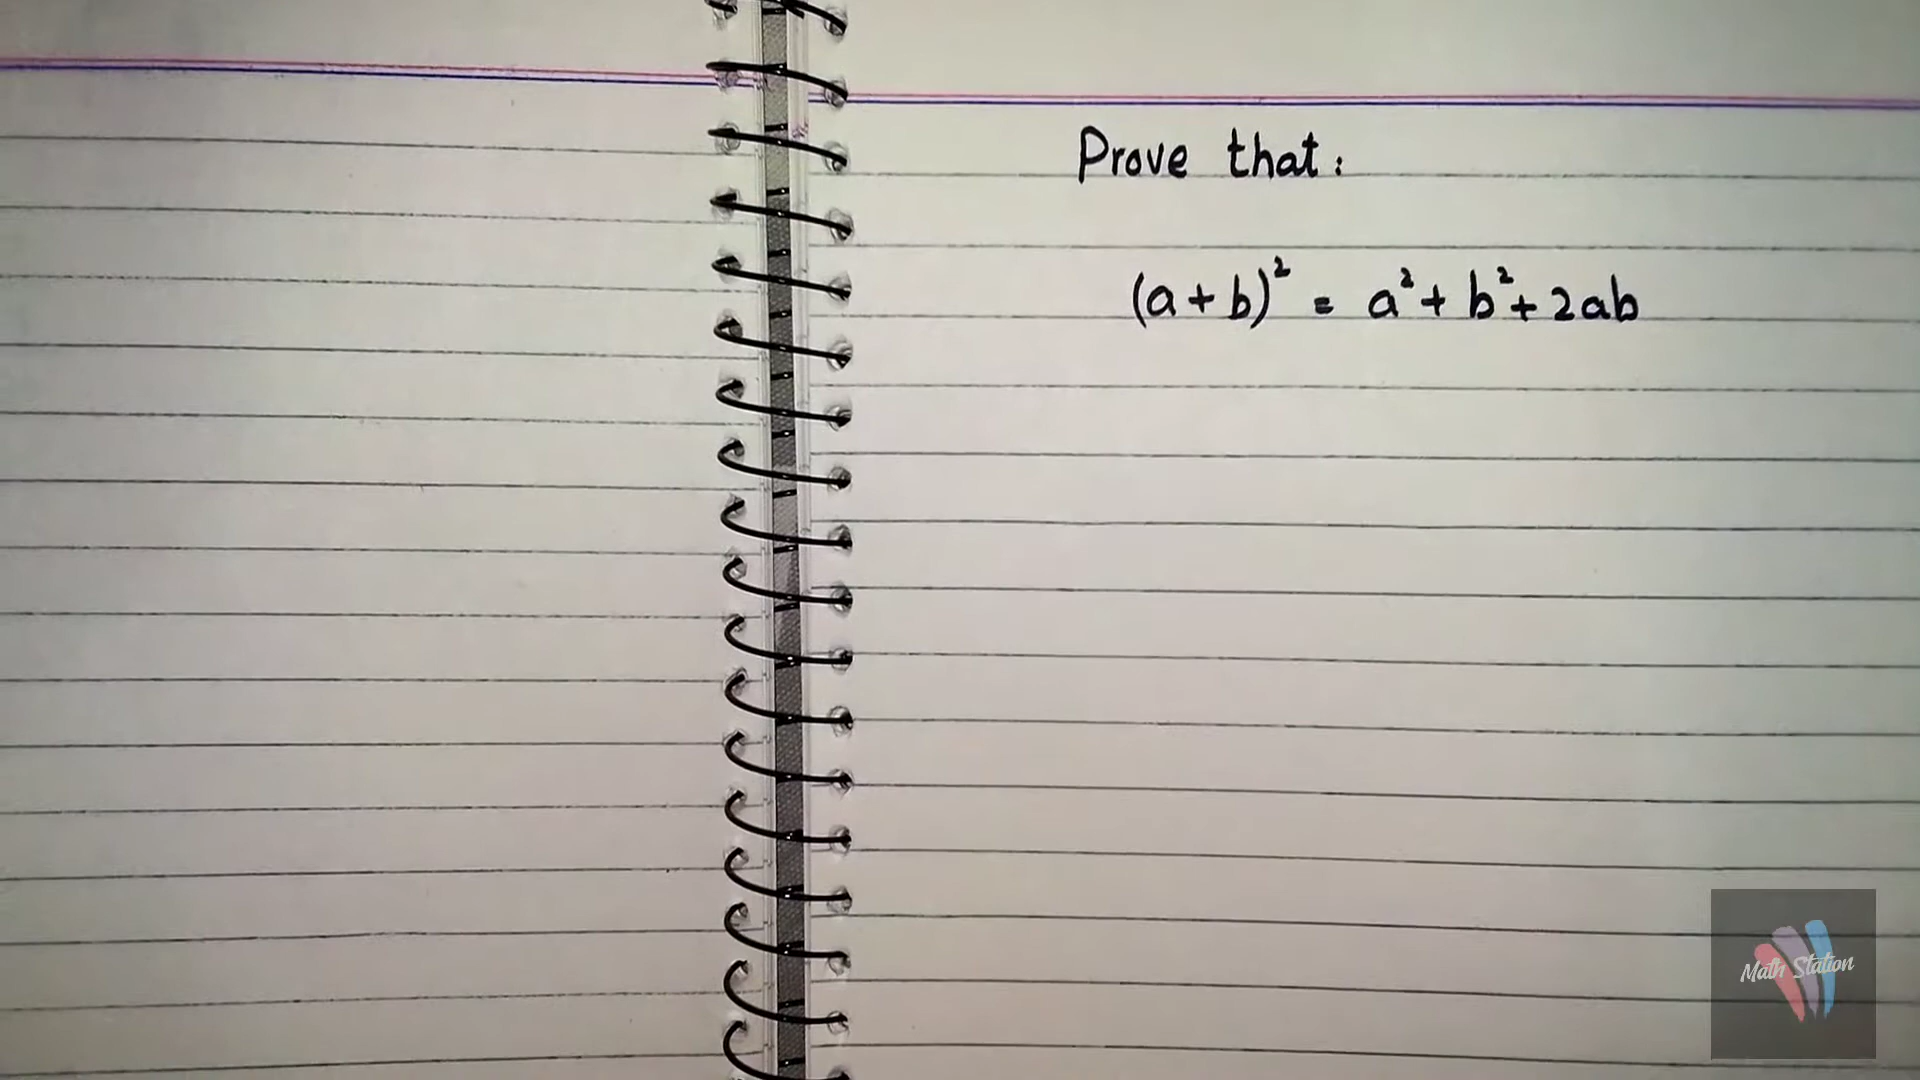 Prove that:
(a + b)² = a² + b² + 2ab
Math Station